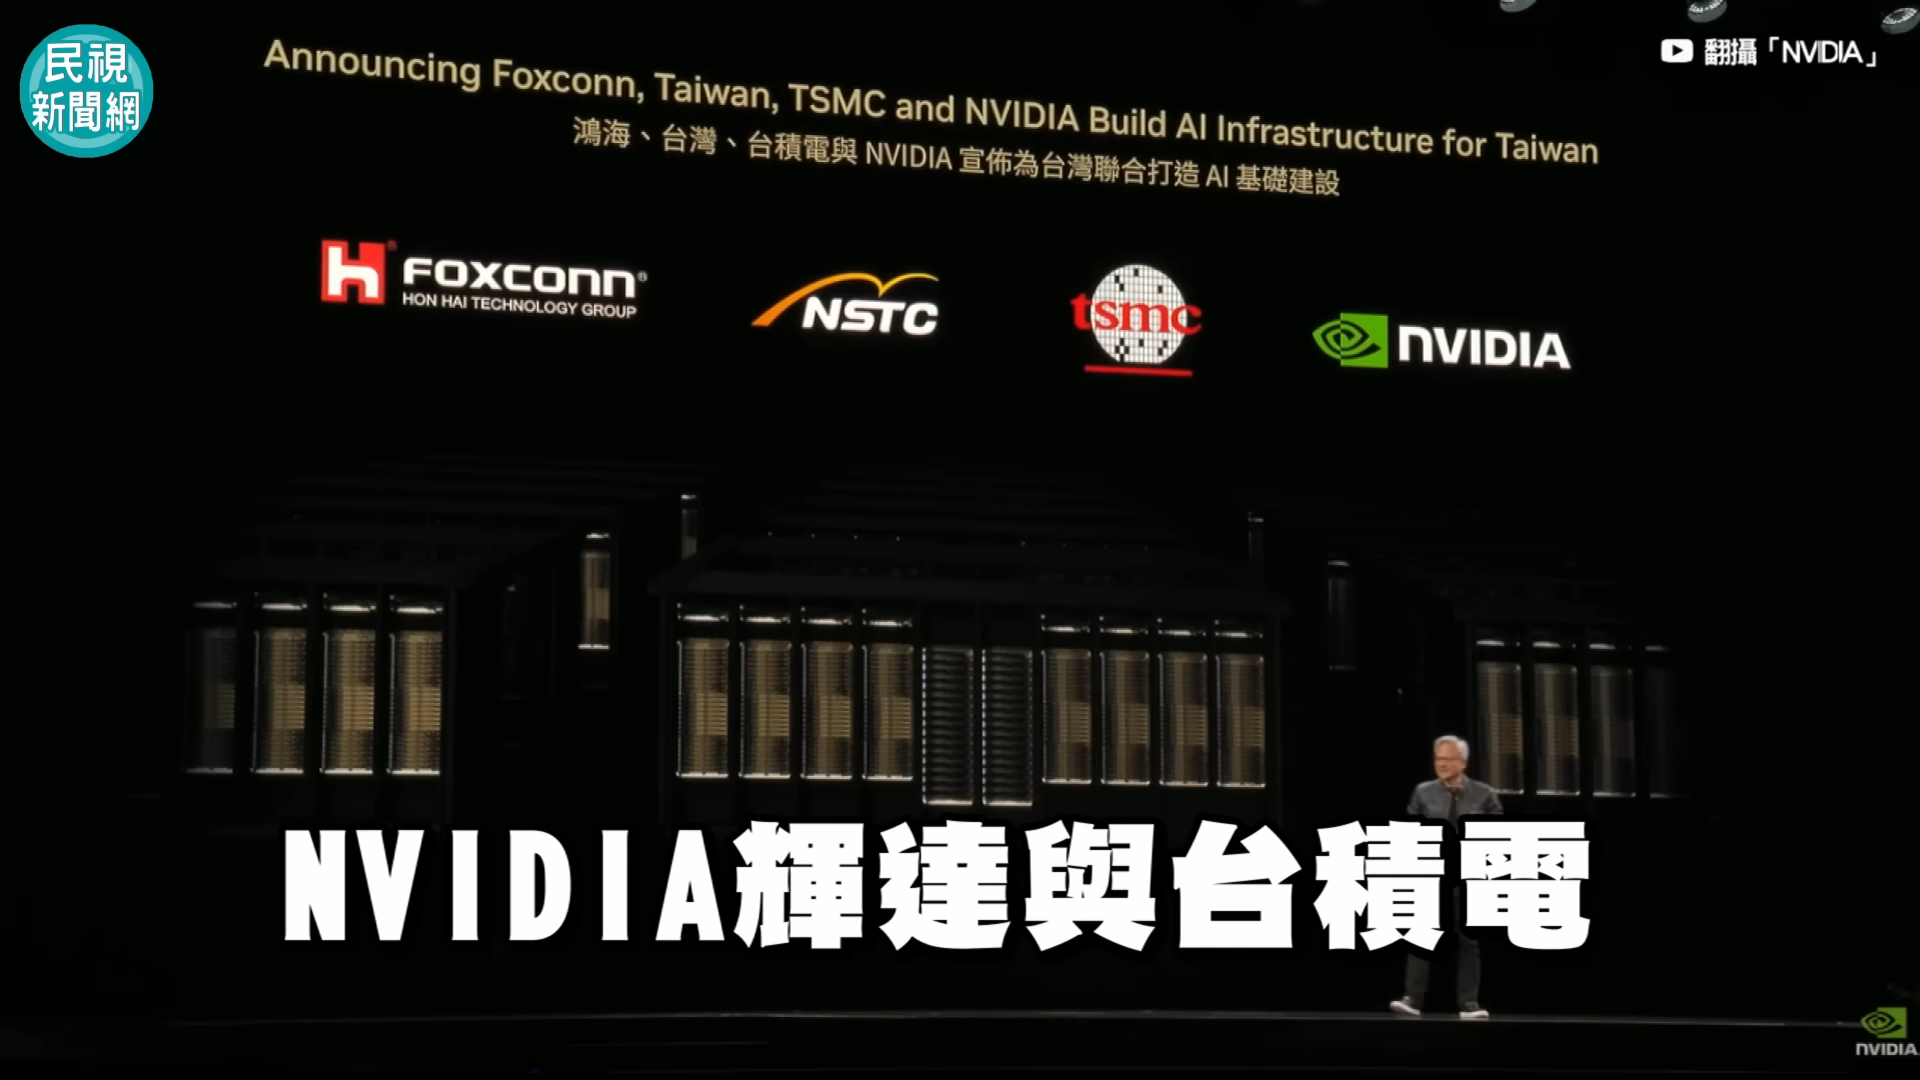 民視
新聞網
翻攝「NVIDIA」
Announcing Foxconn, Taiwan, TSMC and NVIDIA Build AI Infrastructure for Taiwan
鴻海、台灣、台積電與 NVIDIA 宣佈為台灣聯合打造 AI 基礎建設
FOXCONN®
HON HAI TECHNOLOGY GROUP
NSTC
tsmc
NVIDIA
NVIDIA輝達與台積電
NVIDIA.